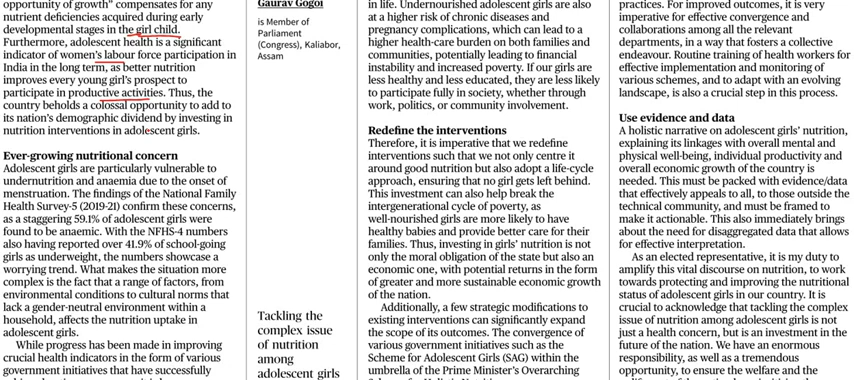 opportunity of growth" compensates for any
nutrient deficiencies acquired during early
developmental stages in the girl child.
Furthermore, adolescent health is a significant
indicator of women's labour force participation in
India in the long term, as better nutrition
improves every young girl's prospect to
participate in productive activities. Thus, the
country beholds a colossal opportunity to add to
its nation's demographic dividend by investing in
nutrition interventions in adolescent girls.
Ever-growing nutritional concern
Adolescent girls are particularly vulnerable to
undernutrition and anaemia due to the onset of
menstruation. The findings of the National Family
Health Survey-5 (2019-21) confirm these concerns,
as a staggering 59.1% of adolescent girls were
found to be anaemic. With the NFHS-4 numbers
also having reported over 41.9% of school-going
girls as underweight, the numbers showcase a
worrying trend. What makes the situation more
complex is the fact that a range of factors, from
environmental conditions to cultural norms that
lack a gender-neutral environment within a
household, affects the nutrition uptake in
adolescent girls.
While progress has been made in improving
crucial health indicators in the form of various
government initiatives that have successfully
Gaurav Gogoi
is Member of
Parliament
(Congress), Kaliabor,
Assam
Tackling the
complex issue
of nutrition
among
adolescent girls
in life. Undernourished adolescent girls are also
at a higher risk of chronic diseases and
pregnancy complications, which can lead to a
higher health-care burden on both families and
communities, potentially leading to financial
instability and increased poverty. If our girls are
less healthy and less educated, they are less likely
to participate fully in society, whether through
work, politics, or community involvement.
Redefine the interventions
Therefore, it is imperative that we redefine
interventions such that we not only centre it
around good nutrition but also adopt a life-cycle
approach, ensuring that no girl gets left behind.
This investment can also help break the
intergenerational cycle of poverty, as
well-nourished girls are more likely to have
healthy babies and provide better care for their
families. Thus, investing in girls' nutrition is not
only the moral obligation of the state but also an
economic one, with potential returns in the form
of greater and more sustainable economic growth
of the nation.
Additionally, a few strategic modifications to
existing interventions can significantly expand
the scope of its outcomes. The convergence of
various government initiatives such as the
Scheme for Adolescent Girls (SAG) within the
umbrella of the Prime Minister's Overarching
practices. For improved outcomes, it is very
imperative for effective convergence and
collaborations among all the relevant
departments, in a way that fosters a collective
endeavour. Routine training of health workers for
effective implementation and monitoring of
various schemes, and to adapt with an evolving
landscape, is also a crucial step in this process.
Use evidence and data
A holistic narrative on adolescent girls' nutrition,
explaining its linkages with overall mental and
physical well-being, individual productivity and
overall economic growth of the country is
needed. This must be packed with evidence/data
that effectively appeals to all, to those outside the
technical community, and must be framed to
make it actionable. This also immediately brings
about the need for disaggregated data that allows
for effective interpretation.
As an elected representative, it is my duty to
amplify this vital discourse on nutrition, to work
towards protecting and improving the nutritional
status of adolescent girls in our country. It is
crucial to acknowledge that tackling the complex
issue of nutrition among adolescent girls is not
just a health concern, but is an investment in the
future of the nation. We have an enormous
responsibility, as well as a tremendous
opportunity, to ensure the welfare and the